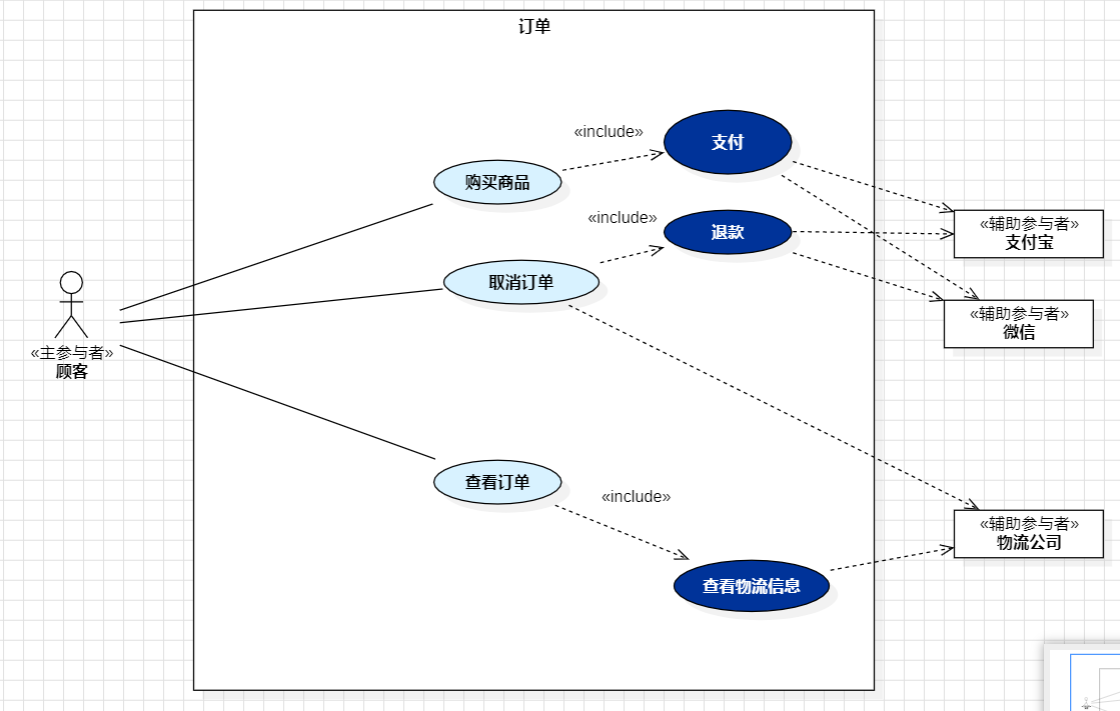 订单
«include»
支付
购买商品
«include»
退款
«辅助参与者»
支付宝
取消订单
«辅助参与者»
微信
«主参与者»
顾客
查看订单
«include»
«辅助参与者»
物流公司
查看物流信息